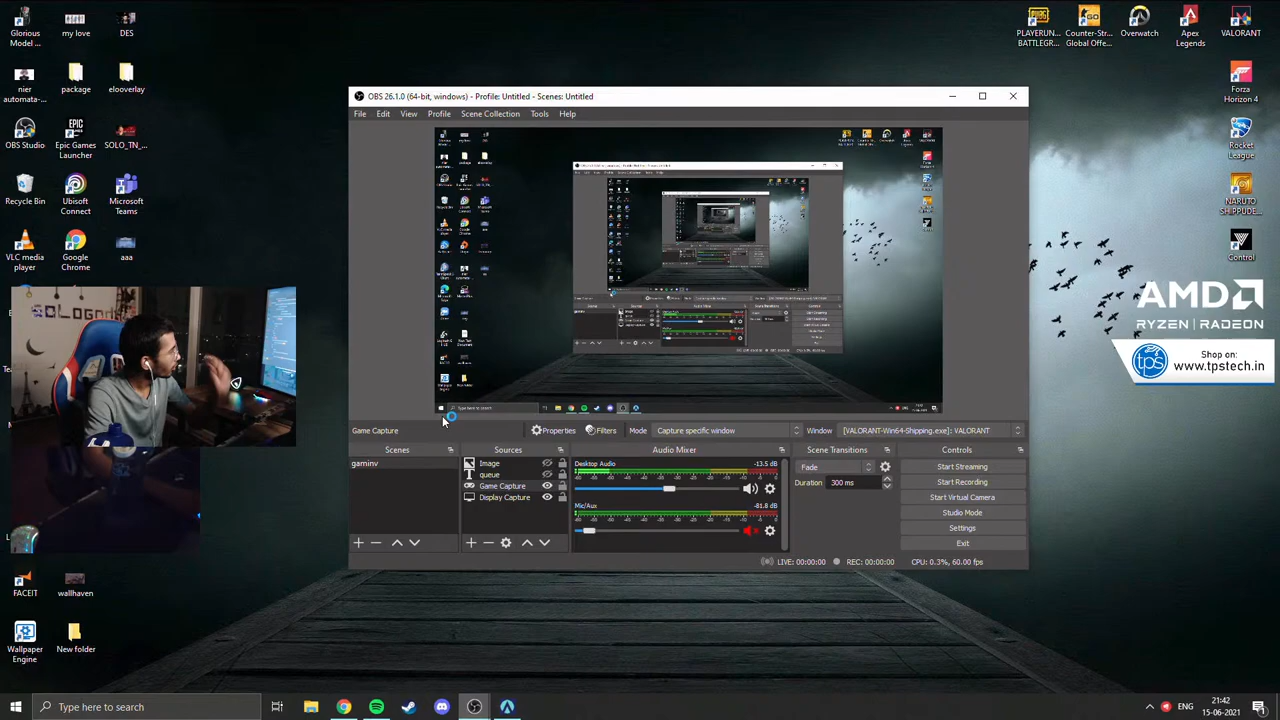 Glorious
Model ...
my love
DES
nier
automata-...
package
elooverlay
OBS Studio
Epic Games
Launcher
SOLO_TN_...
Recycle Bin
Ubisoft
Connect
Microsoft
Teams
VLC media
player
Google
Chrome
aaa
SOLOGN
FACEIT
wallhaven
Wallpaper
Engine
New folder
PLAYERUN...
BATTLEGR...
Counter-Str...
Global Offe...
Overwatch
Apex
Legends
VALORANT
Forza
Horizon 4
Rocket
League
NARUTO
SHIPPUDE...
Control
AMD
RYZEN | RADEON
tps
Shop on:
www.tpstech.in
OBS 26.1.0 (64-bit, windows) - Profile: Untitled - Scenes: Untitled
File Edit View Profile Scene Collection Tools Help
Game Capture Properties Filters Mode Capture specific window Window [VALORANT-Win64-Shipping.exe]: VALORANT
Scenes Sources Audio Mixer Scene Transitions Controls
gaminv
Image
queue
Game Capture
Display Capture
Desktop Audio -13.5 dB
Mic/Aux -81.8 dB
Fade
Duration 300 ms
Start Streaming
Start Recording
Start Virtual Camera
Studio Mode
Settings
Exit
LIVE: 00:00:00 REC: 00:00:00 CPU: 0.3%, 60.00 fps
Type here to search
ENG
21:42
15-06-2021